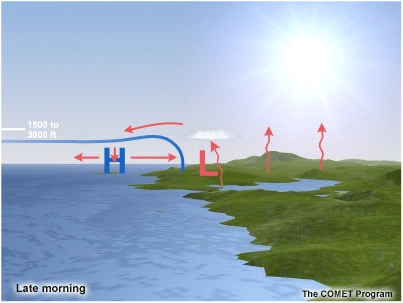 1500 to
3000 ft
H
L
Late morning
The COMET Program